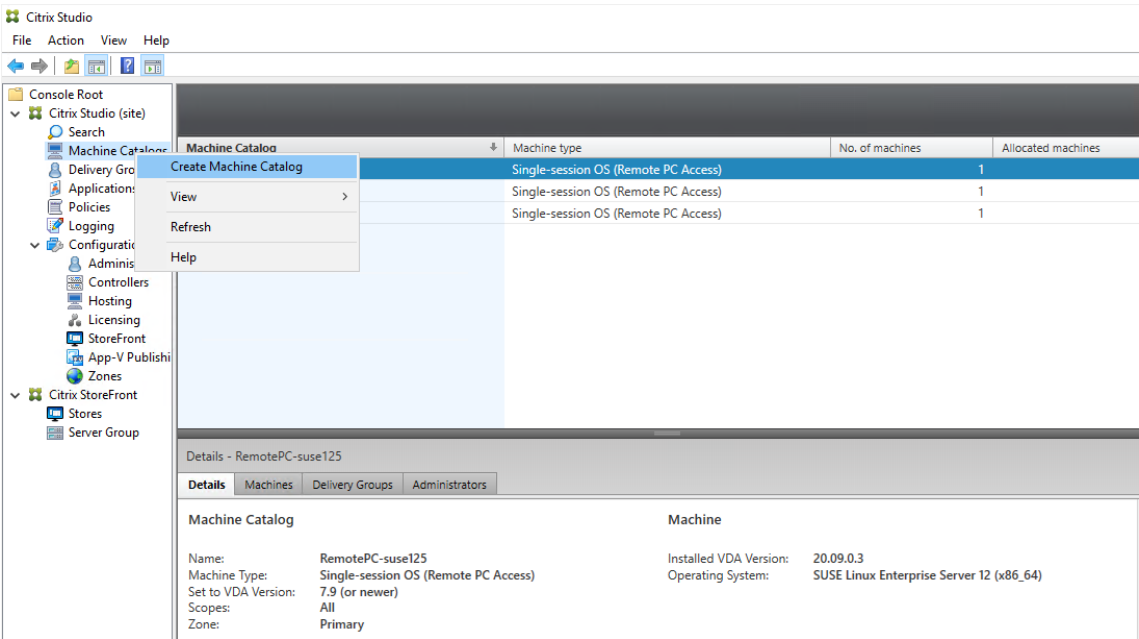 Citrix Studio
File Action View Help
Console Root
Citrix Studio (site)
Search
Machine Catalogs
Delivery Gro
Applications
Policies
Logging
Configuratio
Adminis
Controllers
Hosting
Licensing
StoreFront
App-V Publishi
Zones
Citrix StoreFront
Stores
Server Group
Create Machine Catalog
View
Refresh
Help
Machine Catalog Machine type No. of machines Allocated machines
Single-session OS (Remote PC Access) 1
Single-session OS (Remote PC Access) 1
Single-session OS (Remote PC Access) 1
Details - RemotePC-suse125
Details Machines Delivery Groups Administrators
Machine Catalog Machine
Name: RemotePC-suse125 Installed VDA Version: 20.09.0.3
Machine Type: Single-session OS (Remote PC Access) Operating System: SUSE Linux Enterprise Server 12 (x86_64)
Set to VDA Version: 7.9 (or newer)
Scopes: All
Zone: Primary